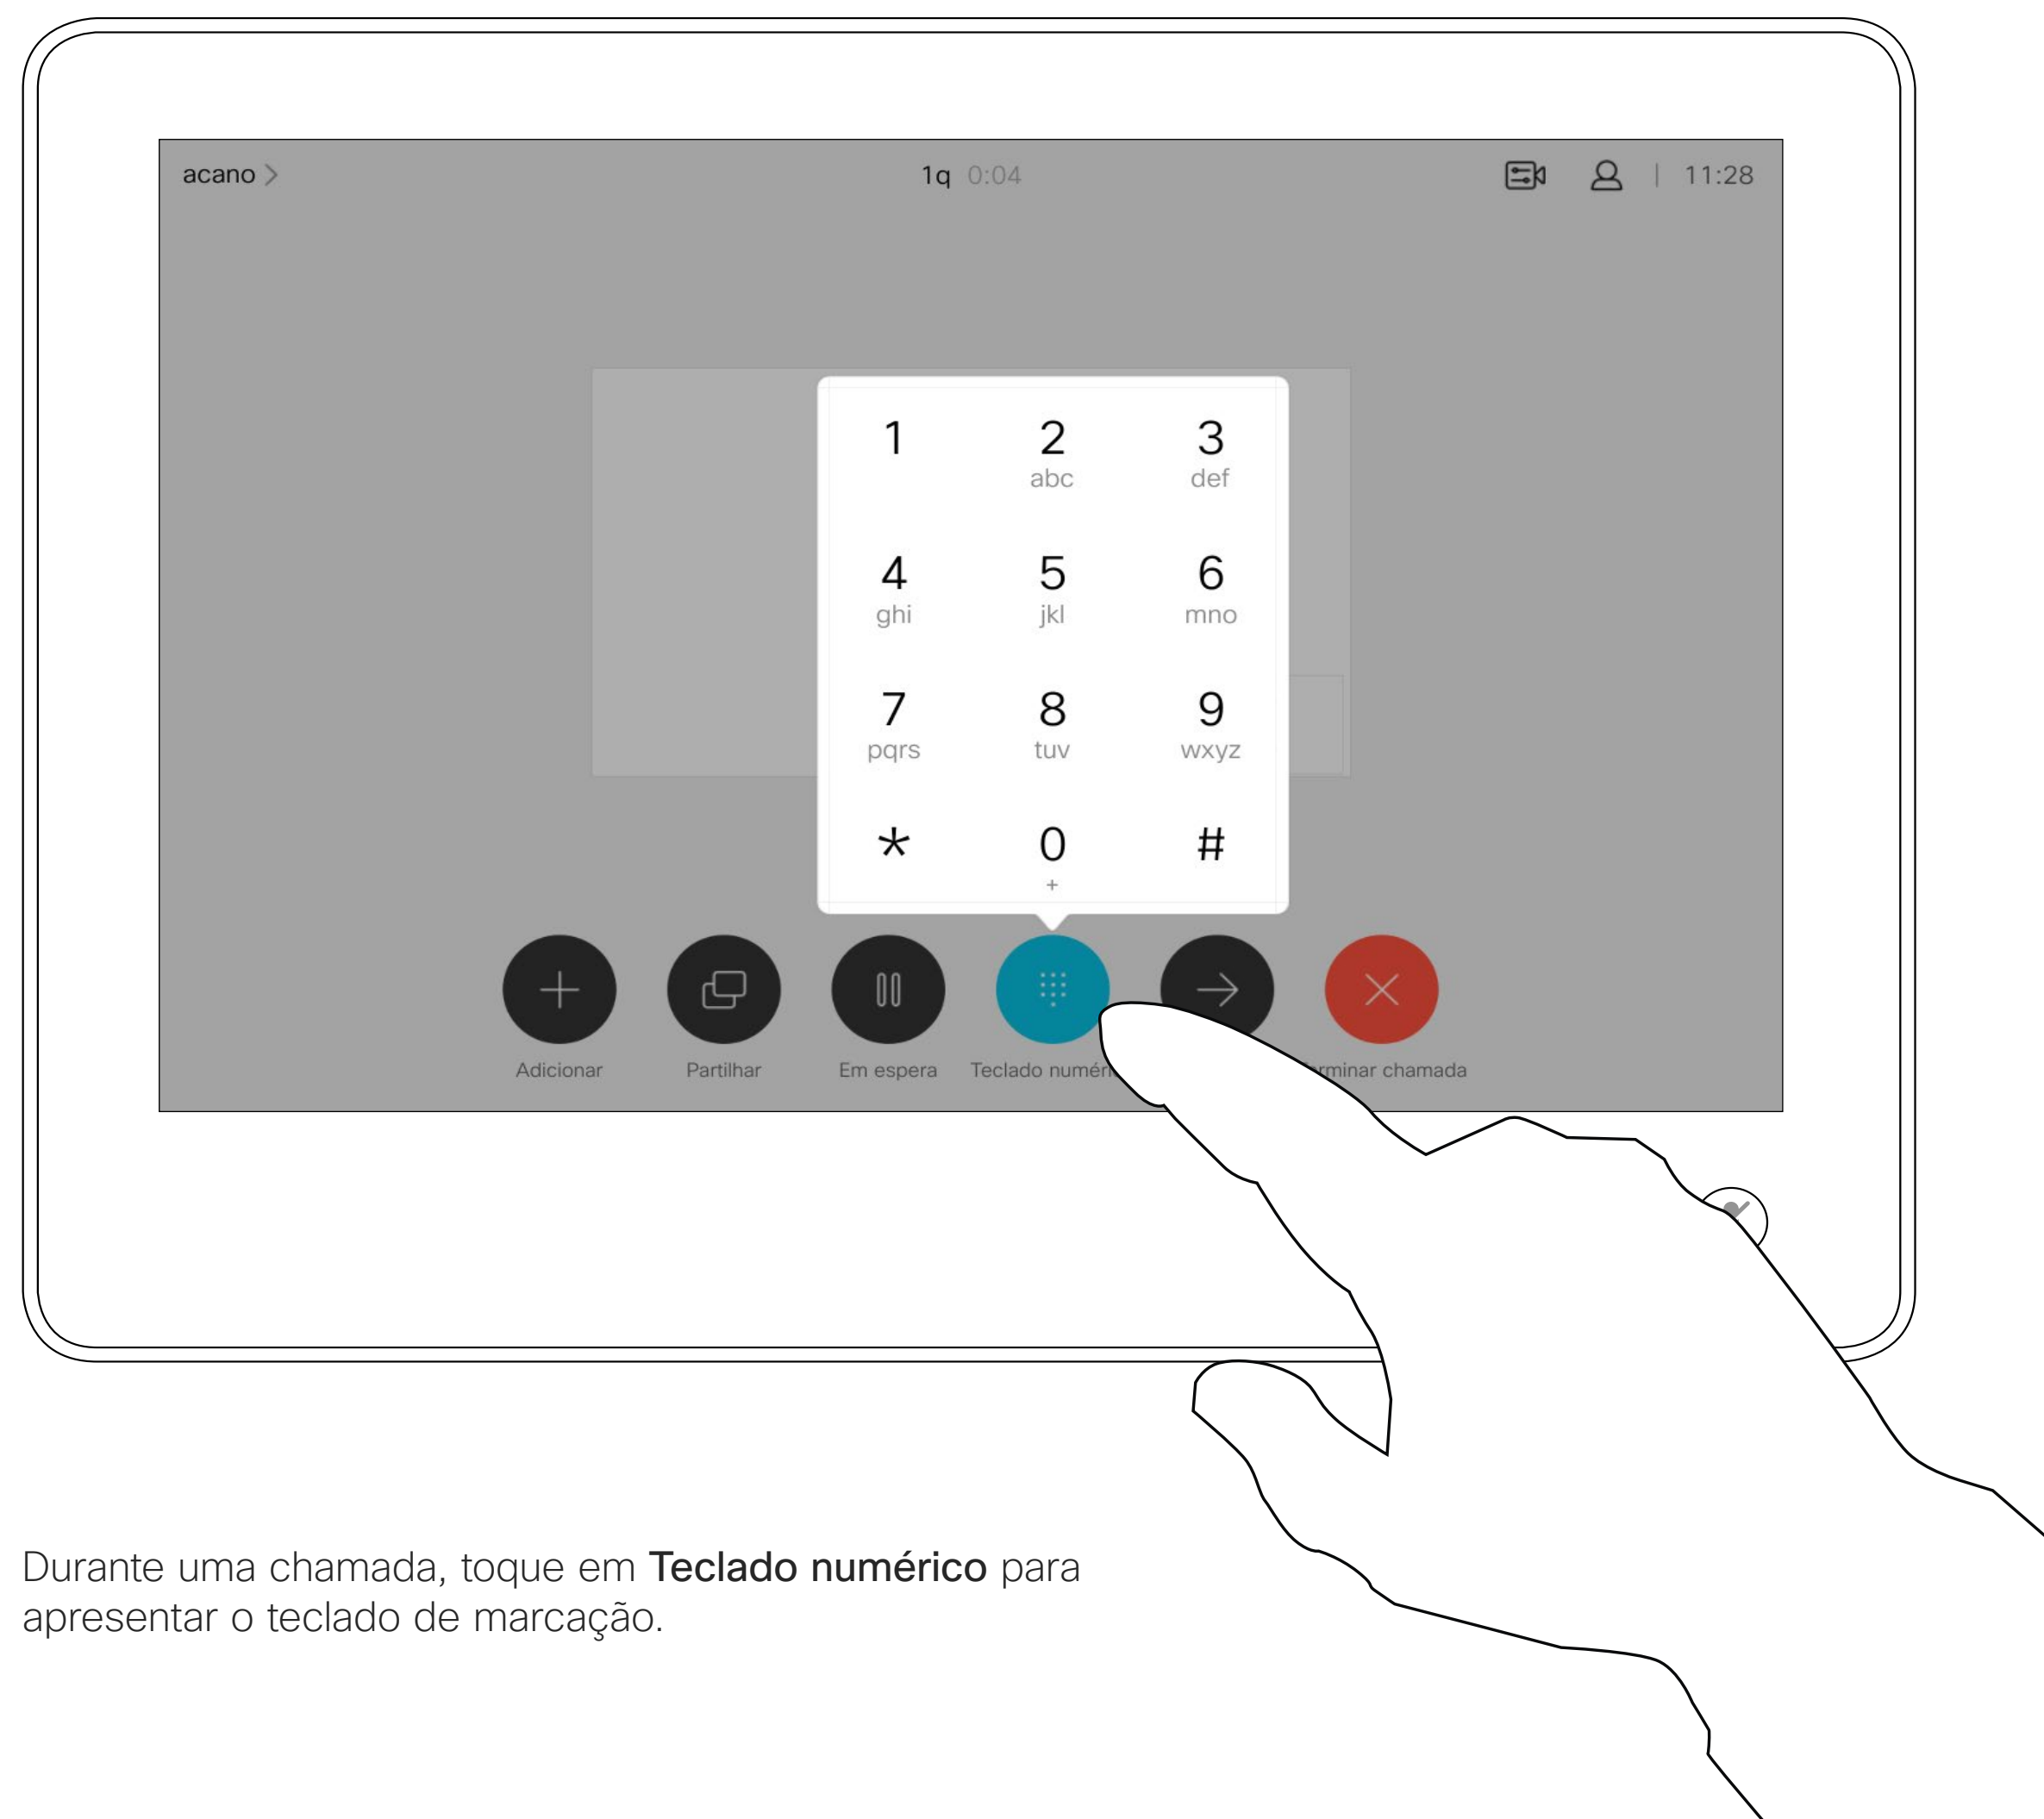 acano
1q 0:04
11:28
1 2 3
abc def
4 5 6
ghi jkl mno
7 8 9
pqrs tuv wxyz
* 0 #
+
Adicionar Partilhar Em espera Teclado chamada
Durante uma chamada, toque em Teclado numérico para
apresentar o teclado de marcação.